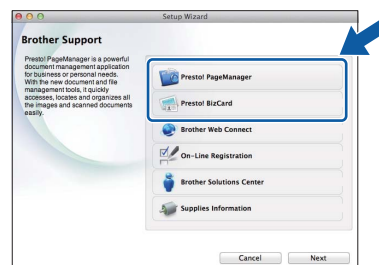 Setup Wizard
Brother Support
Presto! PageManager is a powerful
document management application
for business or personal needs.
With the new document and file
management tools, it quickly
accesses, locates and organizes all
the images and scanned documents
easily.
Presto! PageManager
Presto! BizCard
Brother Web Connect
On-Line Registration
Brother Solutions Center
Supplies Information
Cancel
Next